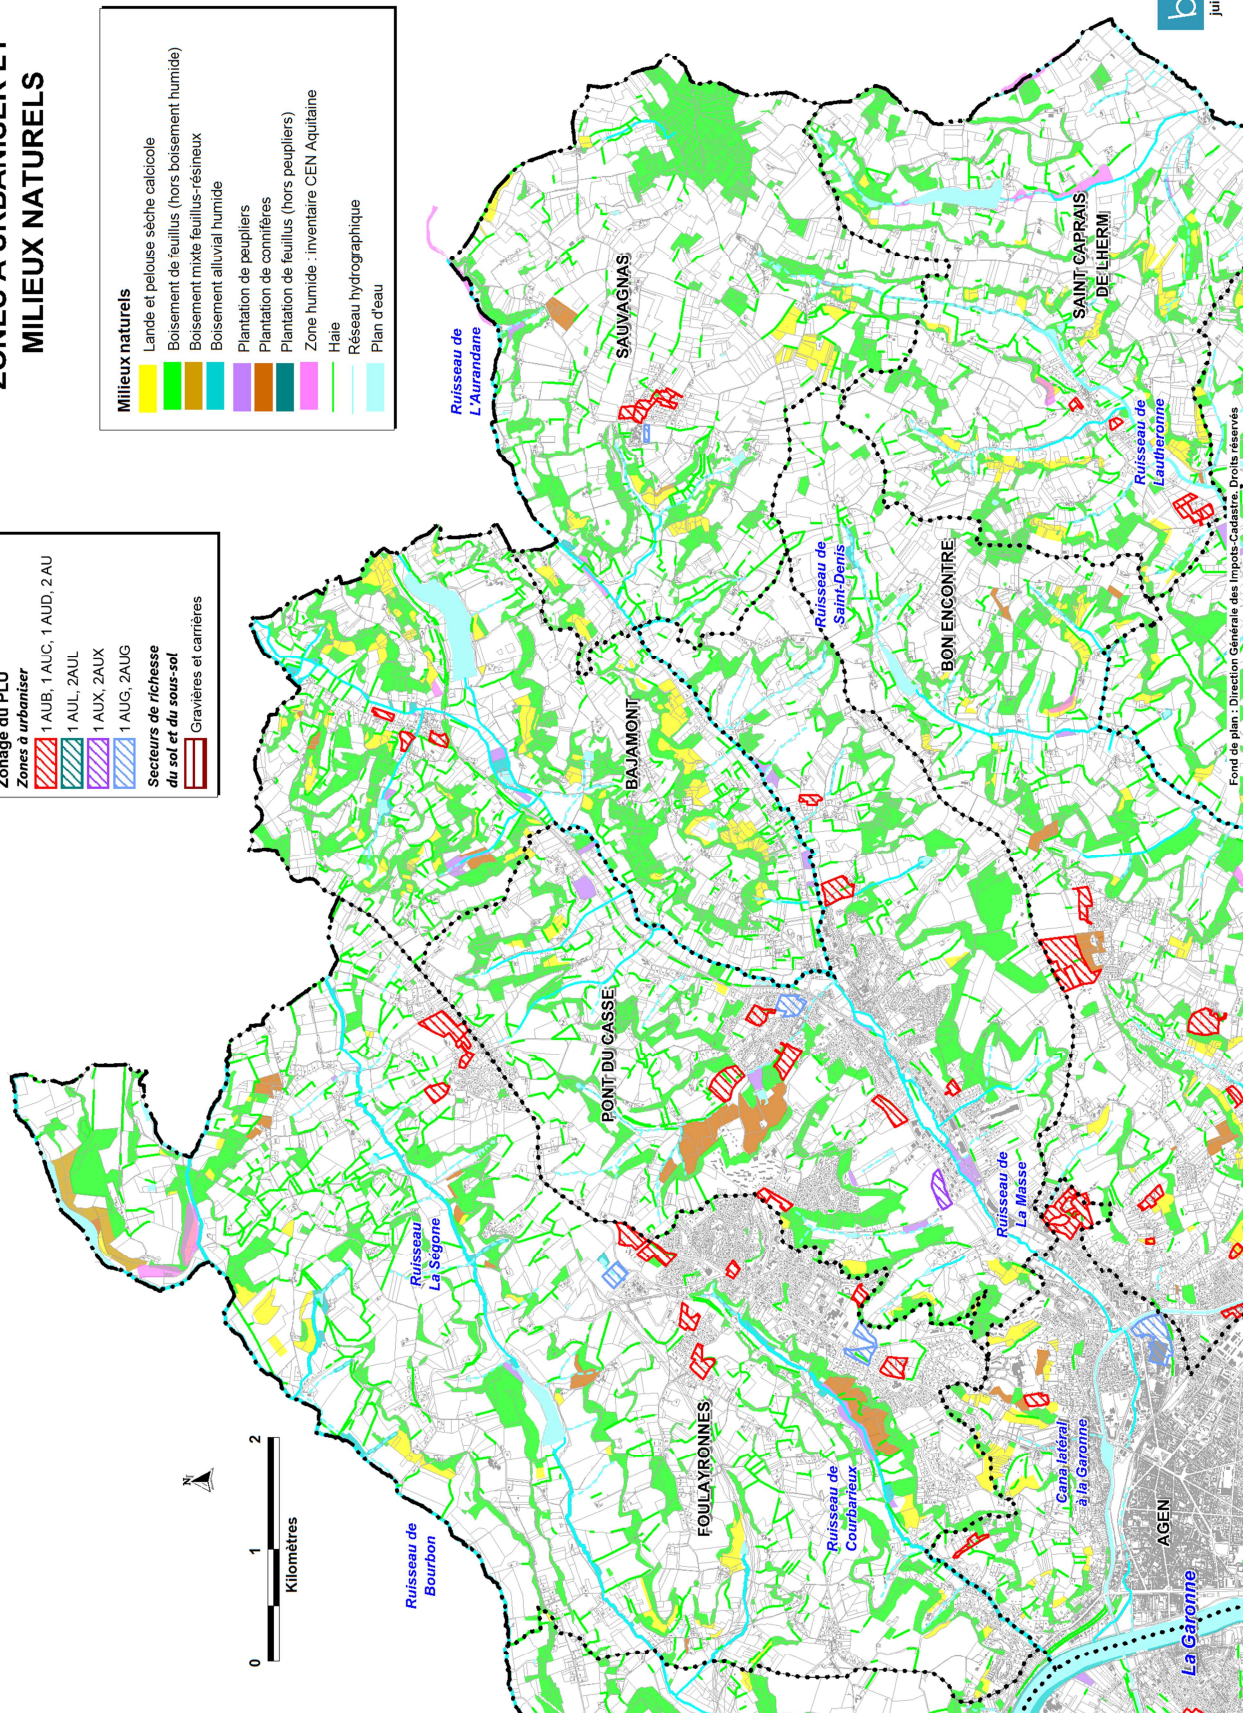 MILIEUX NATURELS
Zonage du PLU
Zones à urbaniser
1 AUB, 1 AUC, 1 AUD, 2 AU
1 AUL, 2AUL
1 AUX, 2AUX
1 AUG, 2AUG
Secteurs de richesse
du sol et du sous-sol
Gravières et carrières
Milieux naturels
Lande et pelouse sèche calcicole
Boisement de feuillus (hors boisement humide)
Boisement mixte feuillus-résineux
Boisement alluvial humide
Plantation de peupliers
Plantation de connifères
Plantation de feuillus (hors peupliers)
Zone humide : inventaire CEN Aquitaine
Haie
Réseau hydrographique
Plan d'eau
N
0 1 2
Kilomètres
Ruisseau de
Bourbon
Ruisseau
La Ségone
Ruisseau de
L'Aurandane
SAUVAGNAS
BAJAMONT
PONT DU CASSE
FOULAYRONNES
Ruisseau de
Courbarieux
Ruisseau de
Saint-Denis
BON ENCONTRE
SAINT CAPRAIS
DE LHERM
Ruisseau de
Lautheronne
Ruisseau de
La Masse
Cana latéral
à la Garonne
AGEN
La Garonne
Fond de plan : Direction Générale des Impots-Cadastre. Droits réservés
b
jui